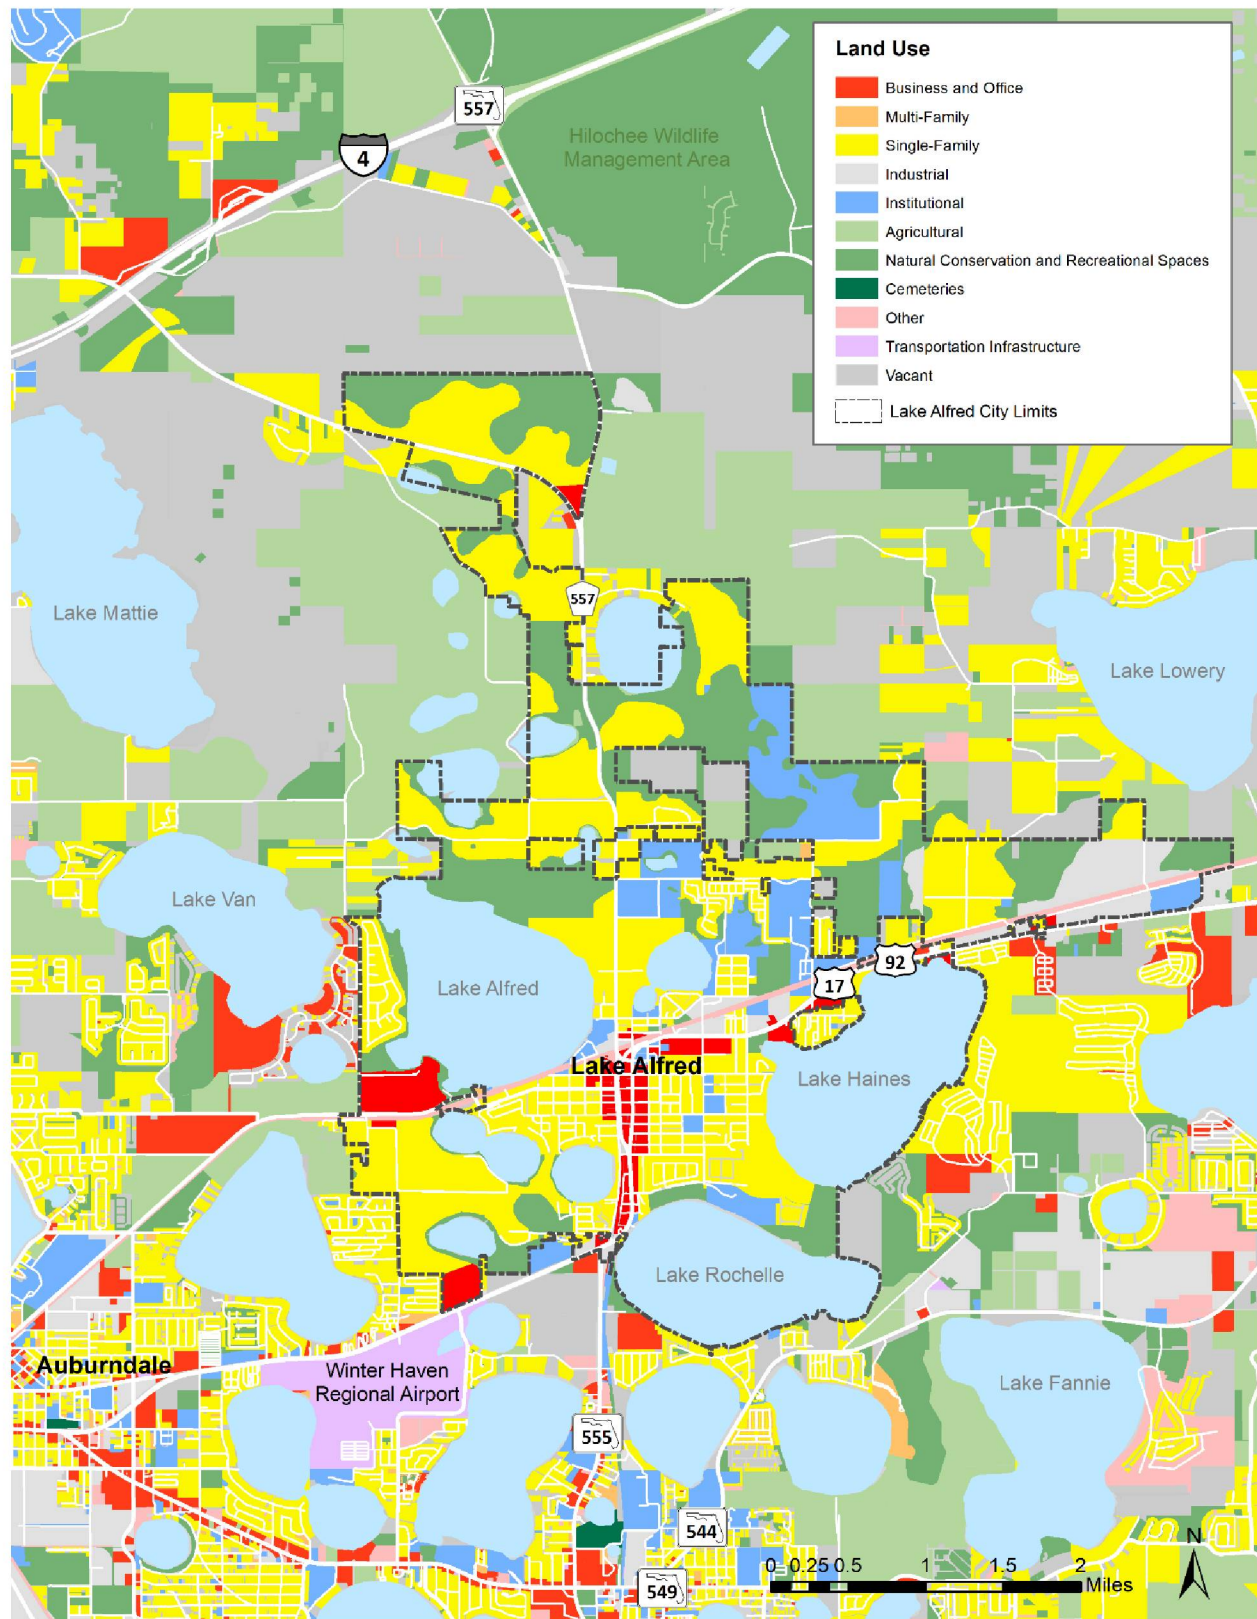 Land Use
Business and Office
Multi-Family
Single-Family
Industrial
Institutional
Agricultural
Natural Conservation and Recreational Spaces
Cemeteries
Other
Transportation Infrastructure
Vacant
Lake Alfred City Limits
557
4
Hilochee Wildlife
Management Area
557
Lake Mattie
Lake Lowery
Lake Van
Lake Alfred
92
17
Lake Alfred
Lake Haines
Lake Rochelle
Auburndale
Winter Haven
Regional Airport
Lake Fannie
555
544
549
N
0 0.25 0.5 1 1.5 2
Miles